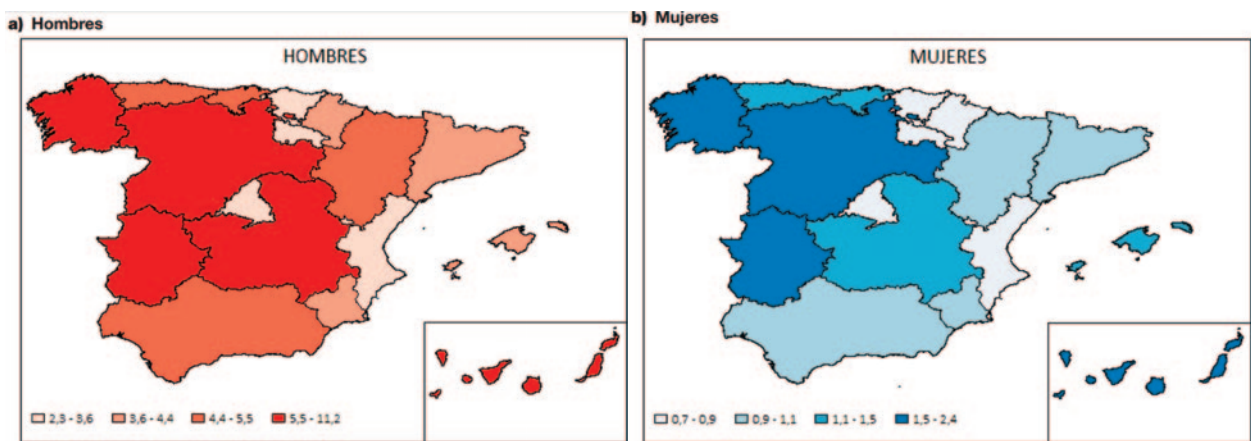 a) Hombres
HOMBRES
2,3 - 3,6 3,6 - 4,4 4,4 - 5,5 5,5 - 11,2
b) Mujeres
MUJERES
0,7 - 0,9 0,9 - 1,1 1,1 - 1,5 1,5 - 2,4